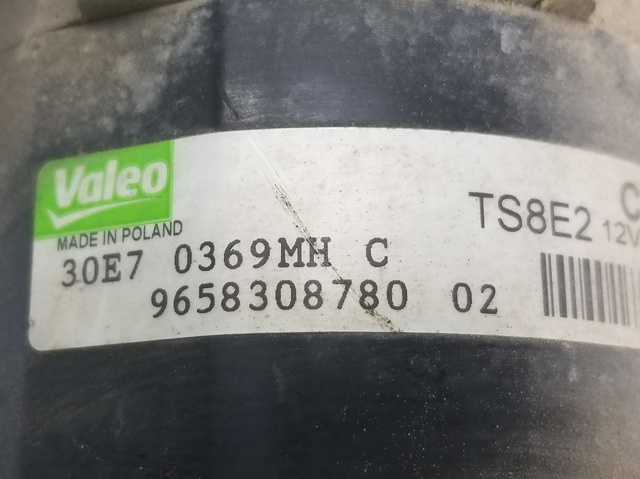 Valeo
MADE IN POLAND
30E7 0369MH C
9658308780 02
C
TS8E2 12V